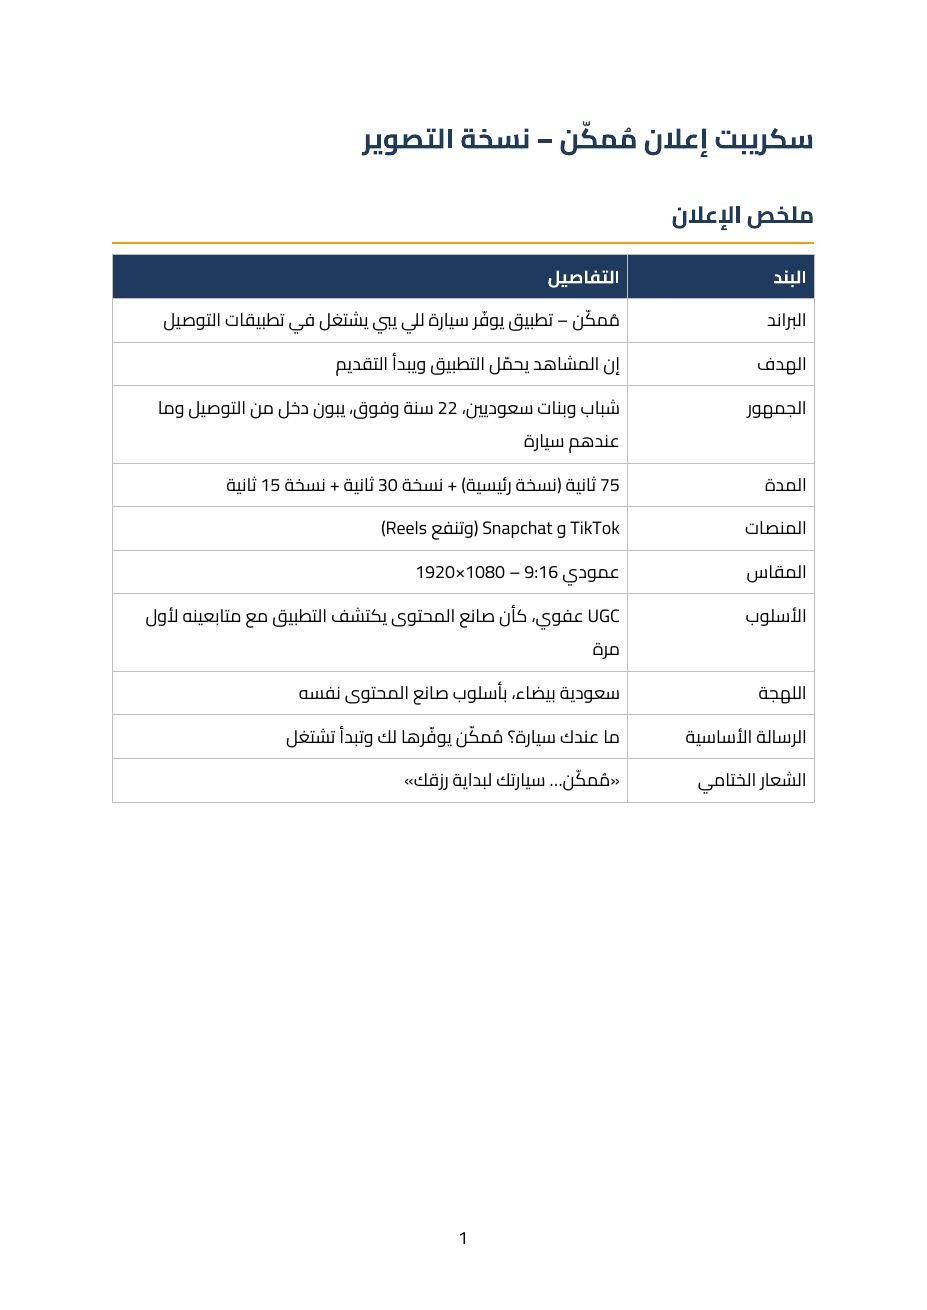 سكريبت إعلان مُمكّن – نسخة التصوير
ملخص الإعلان
البند التفاصيل
البراند مُمكّن – تطبيق يوفّر سيارة للي يبي يشتغل في تطبيقات التوصيل
الهدف إن المشاهد يحمّل التطبيق ويبدأ التقديم
الجمهور شباب وبنات سعوديين، 22 سنة وفوق، يبون دخل من التوصيل وما
عندهم سيارة
المدة 75 ثانية (نسخة رئيسية) + نسخة 30 ثانية + نسخة 15 ثانية
المنصات TikTok و Snapchat (وتنفع Reels)
المقاس عمودي 9:16 – 1080×1920
الأسلوب UGC عفوي، كأن صانع المحتوى يكتشف التطبيق مع متابعينه لأول
مرة
اللهجة سعودية بيضاء، بأسلوب صانع المحتوى نفسه
الرسالة الأساسية ما عندك سيارة؟ مُمكّن يوفّرها لك وتبدأ تشتغل
الشعار الختامي «مُمكّن... سيارتك لبداية رزقك»
1